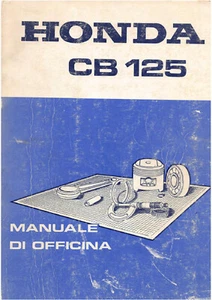 HONDA
CB 125
MANUALE
DI OFFICINA